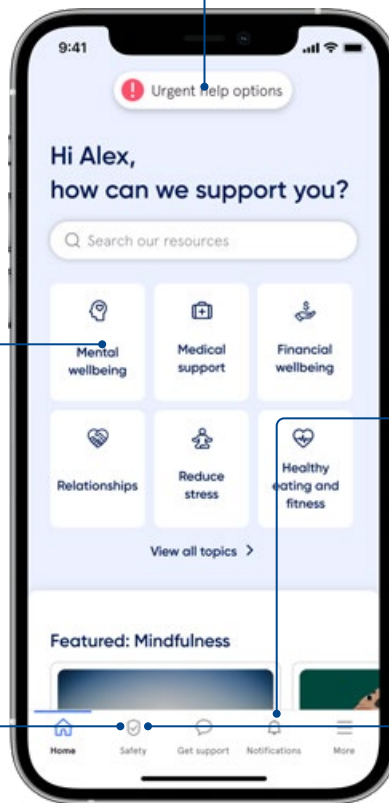 9:41
Urgent help options
Hi Alex,
how can we support you?
Search our resources
Mental
wellbeing
Medical
support
Financial
wellbeing
Relationships
Reduce
stress
Healthy
eating and
fitness
View all topics >
Featured: Mindfulness
Home
Safety
Get support
Notifications
More